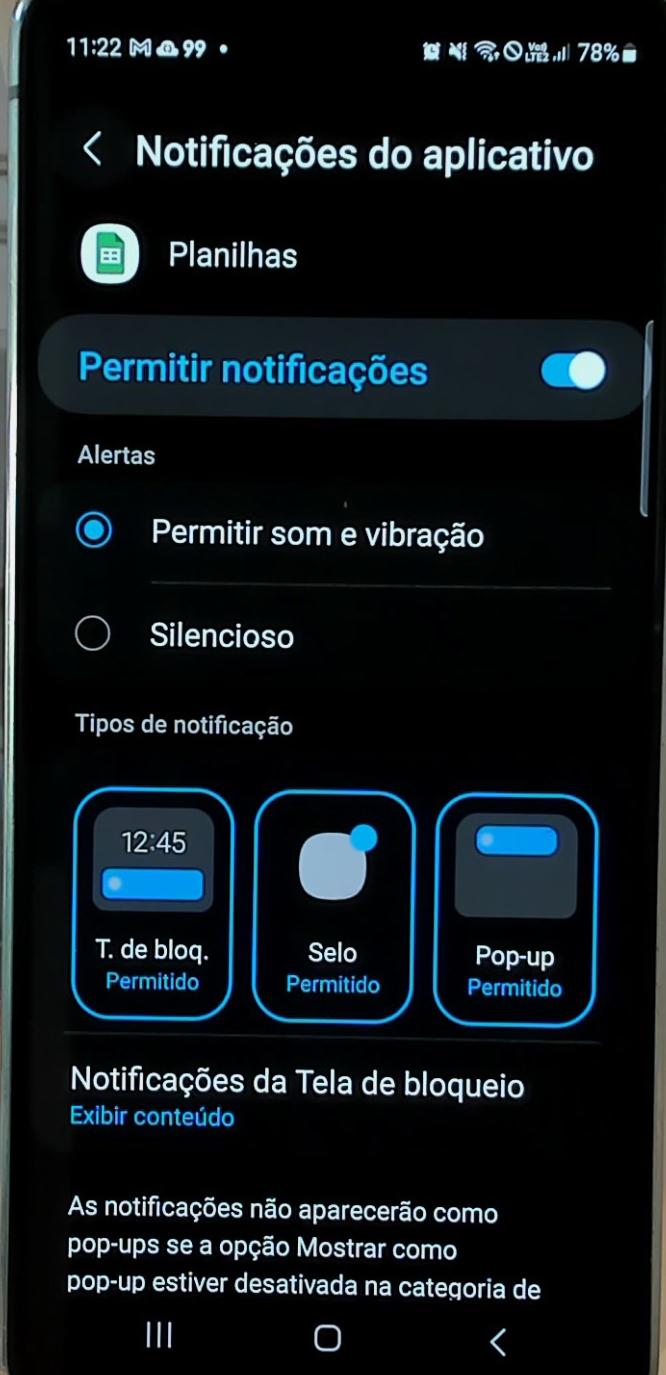 11:22 99
Vo)) LTE2 78%
Notificações do aplicativo
Planilhas
Permitir notificações
Alertas
Permitir som e vibração
Silencioso
Tipos de notificação
12:45
T. de bloq.
Permitido
Selo
Permitido
Pop-up
Permitido
Notificações da Tela de bloqueio
Exibir conteúdo
As notificações não aparecerão como
pop-ups se a opção Mostrar como
pop-up estiver desativada na categoria de